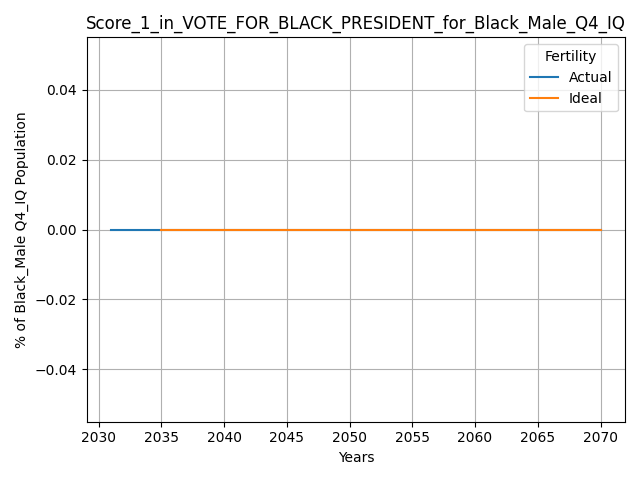 Score_1_in_VOTE_FOR_BLACK_PRESIDENT_for_Black_Male_Q4_IQ
Fertility
Actual
Ideal
% of Black_Male Q4_IQ Population
0.04
0.02
0.00
−0.02
−0.04
2030 2035 2040 2045 2050 2055 2060 2065 2070
Years